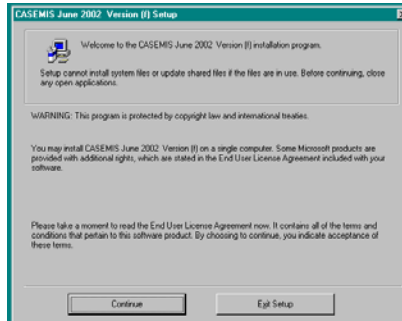 CASEMIS June 2002 Version (f) Setup
Welcome to the CASEMIS June 2002 Version (f) installation program.
Setup cannot install system files or update shared files if the files are in use. Before continuing, close
any open applications.
WARNING: This program is protected by copyright law and international treaties.
You may install CASEMIS June 2002 Version (f) on a single computer. Some Microsoft products are
provided with additional rights, which are stated in the End User License Agreement included with your
software.
Please take a moment to read the End User License Agreement now. It contains all of the terms and
conditions that pertain to this software product. By choosing to continue, you indicate acceptance of
these terms.
Continue
Exit Setup